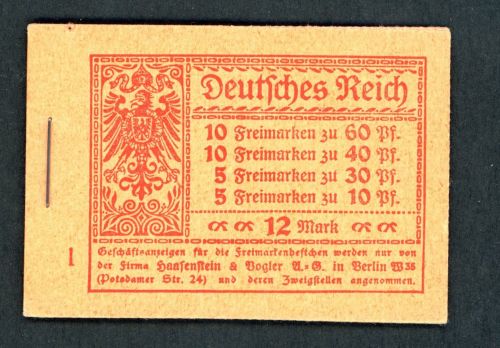 Deutsches Reich
10 Freimarken zu 60 Pf.
10 Freimarken zu 40 Pf.
5 Freimarken zu 30 Pf.
5 Freimarken zu 10 Pf.
12 Mark
1
Geschäftsanzeigen für die Freimarkenheftchen werden nur von
der Firma Haasenstein & Vogler A.=G. in Berlin W 35
(Potsdamer Str. 24) und deren Zweigstellen angenommen.